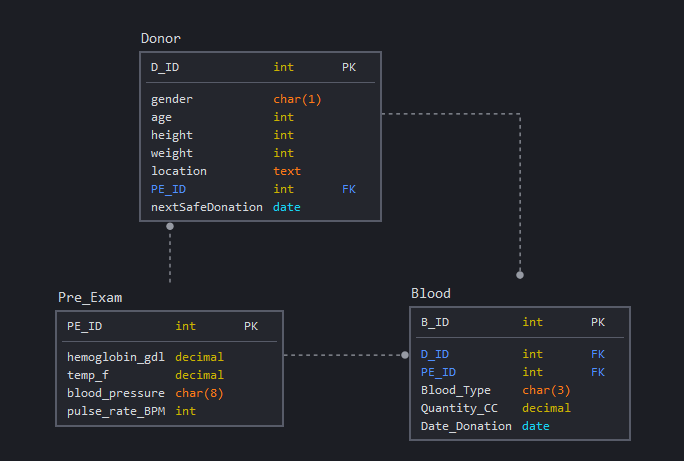 Donor
D_ID int PK
gender char(1)
age int
height int
weight int
location text
PE_ID int FK
nextSafeDonation date
Pre_Exam
PE_ID int PK
hemoglobin_gdl decimal
temp_f decimal
blood_pressure char(8)
pulse_rate_BPM int
Blood
B_ID int PK
D_ID int FK
PE_ID int FK
Blood_Type char(3)
Quantity_CC decimal
Date_Donation date